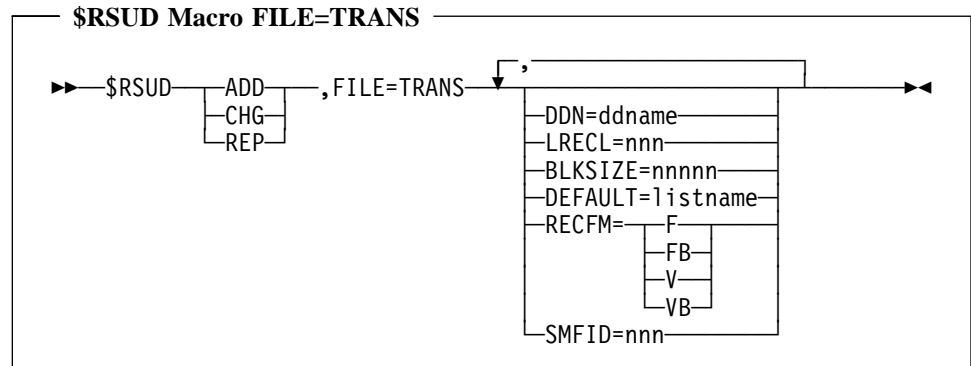 $RSUD Macro FILE=TRANS
,
$RSUD ADD ,FILE=TRANS
CHG DDN=ddname
REP LRECL=nnn
BLKSIZE=nnnnn
DEFAULT=listname
RECFM= F
FB
V
VB
SMFID=nnn